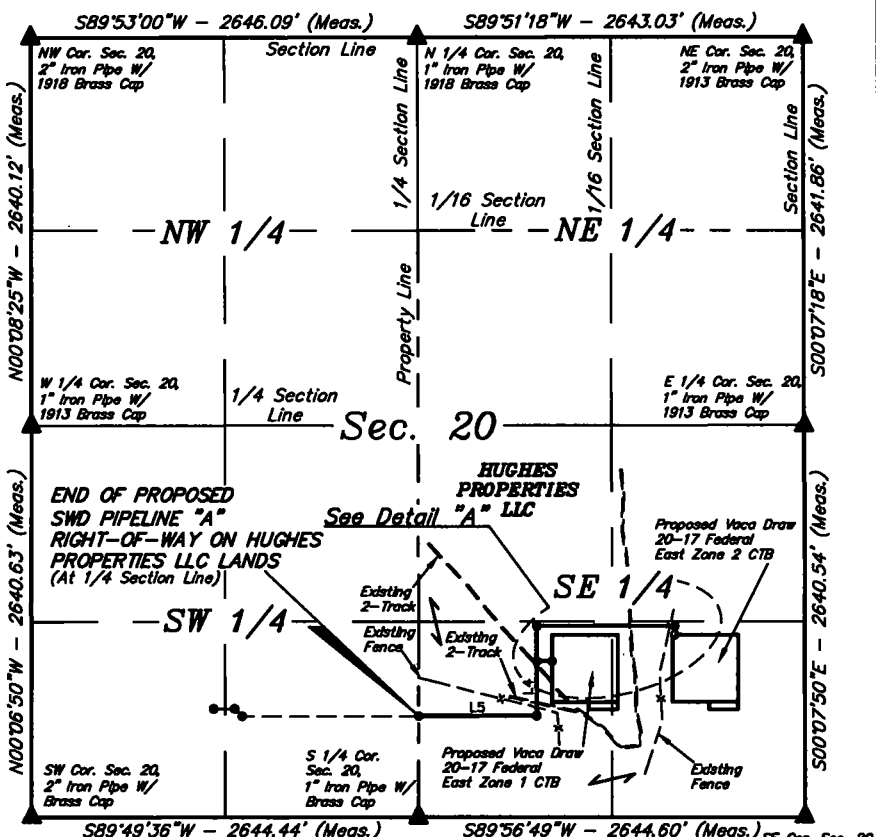 S89°53'00"W - 2646.09' (Meas.)
S89°51'18"W - 2643.03' (Meas.)
NW Cor. Sec. 20,
2" Iron Pipe W/
1918 Brass Cap
Section Line
N 1/4 Cor. Sec. 20,
1" Iron Pipe W/
1918 Brass Cap
NE Cor. Sec. 20,
2" Iron Pipe W/
1913 Brass Cap
N00°08'25"W - 2640.12' (Meas.)
1/4 Section Line
1/16 Section Line
Section Line
S00°07'18"E - 2641.86' (Meas.)
1/16 Section
Line
NW 1/4
NE 1/4
Property Line
W 1/4 Cor. Sec. 20,
1" Iron Pipe W/
1913 Brass Cap
1/4 Section
Line
E 1/4 Cor. Sec. 20,
1" Iron Pipe W/
1913 Brass Cap
Sec. 20
HUGHES
PROPERTIES
LLC
END OF PROPOSED
SWD PIPELINE "A"
RIGHT-OF-WAY ON HUGHES
PROPERTIES LLC LANDS
(At 1/4 Section Line)
See Detail "A"
Proposed Vaca Draw
20-17 Federal
East Zone 2 CTB
N00°06'50"W - 2640.63' (Meas.)
S00°07'50"E - 2640.54' (Meas.)
Existing
2-Track
SE 1/4
SW 1/4
Existing
Fence
Existing
2-Track
L5
SW Cor. Sec. 20,
2" Iron Pipe W/
Brass Cap
S 1/4 Cor.
Sec. 20,
1" Iron Pipe W/
Brass Cap
Proposed Vaca Draw
20-17 Federal
East Zone 1 CTB
Existing
Fence
S89°49'36"W - 2644.44' (Meas.)
S89°56'49"W - 2644.60' (Meas.)